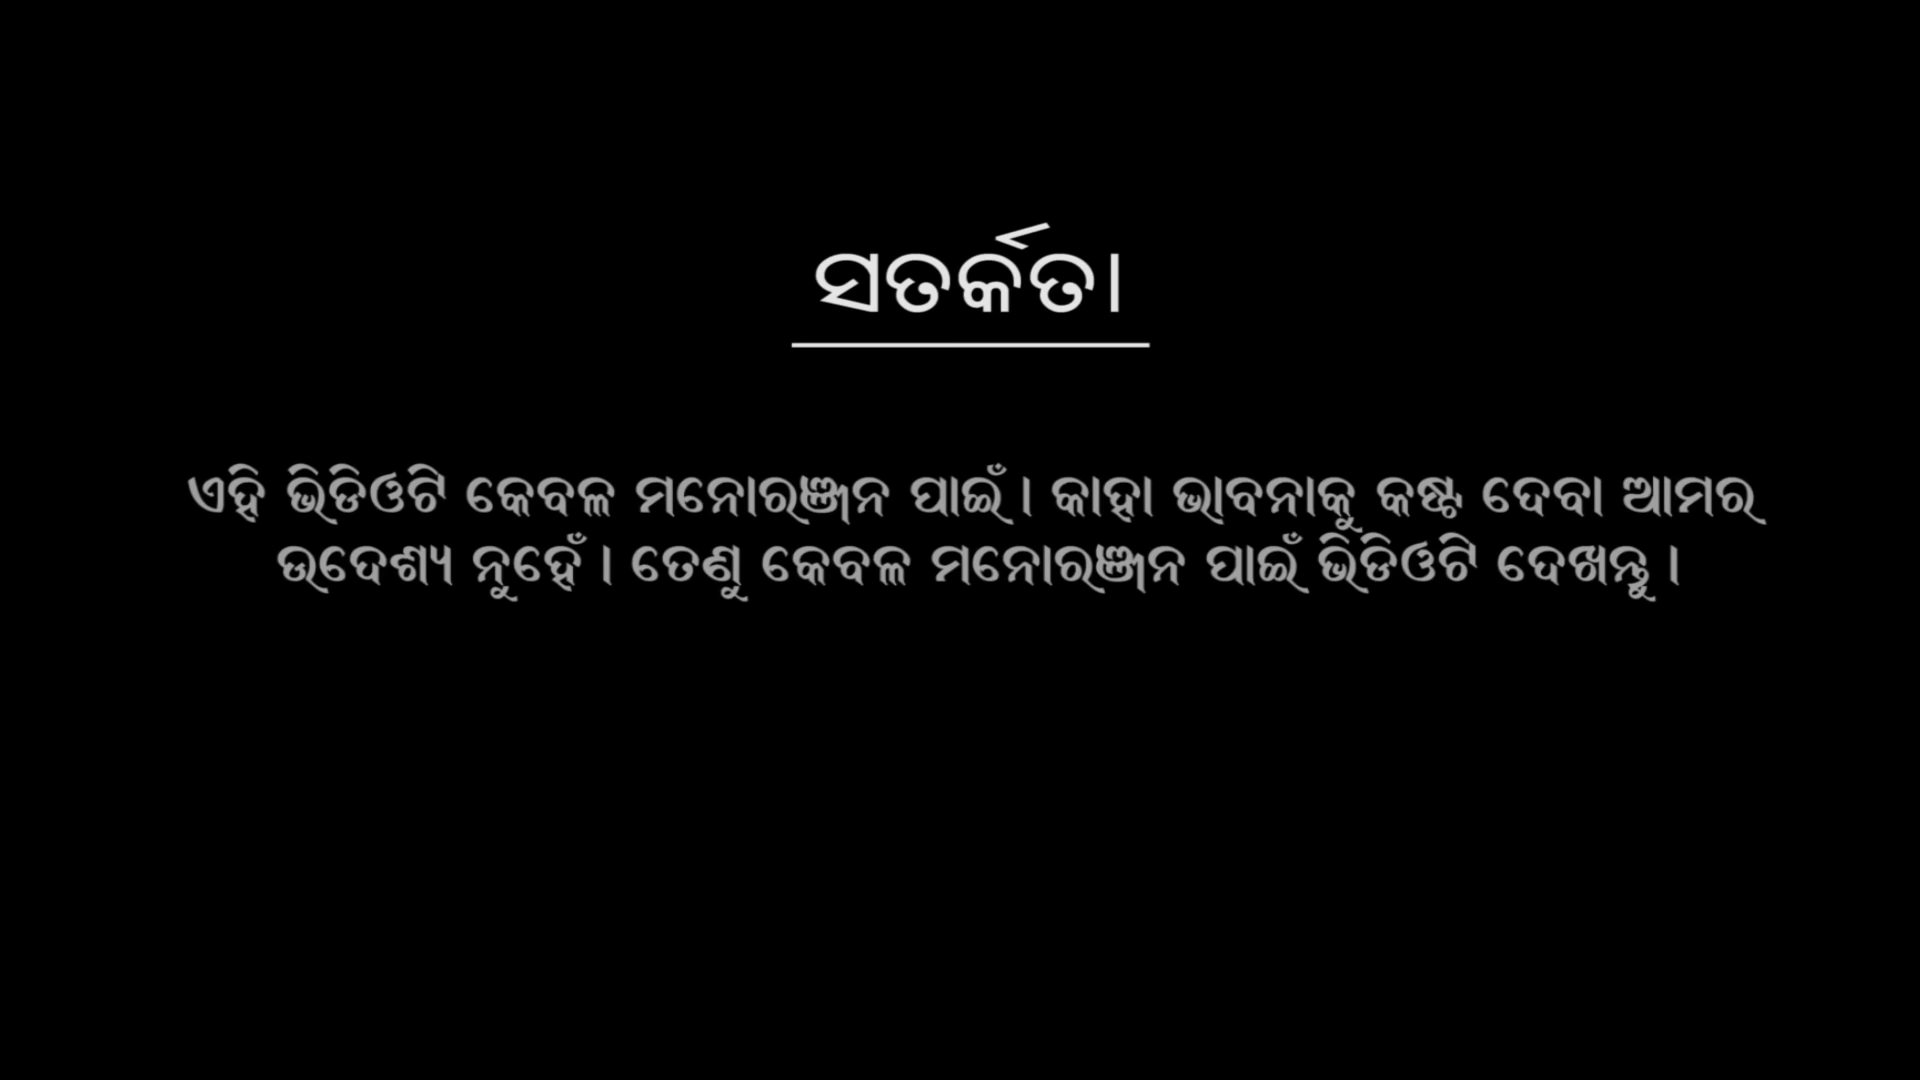 ସତର୍କତା
ଏହି ଭିଡିଓଟି କେବଳ ମନୋରଞ୍ଜନ ପାଇଁ । କାହା ଭାବନାକୁ କଷ୍ଟ ଦେବା ଆମର
ଉଦେଶ୍ୟ ନୁହେଁ । ତେଣୁ କେବଳ ମନୋରଞ୍ଜନ ପାଇଁ ଭିଡିଓଟି ଦେଖନ୍ତୁ ।